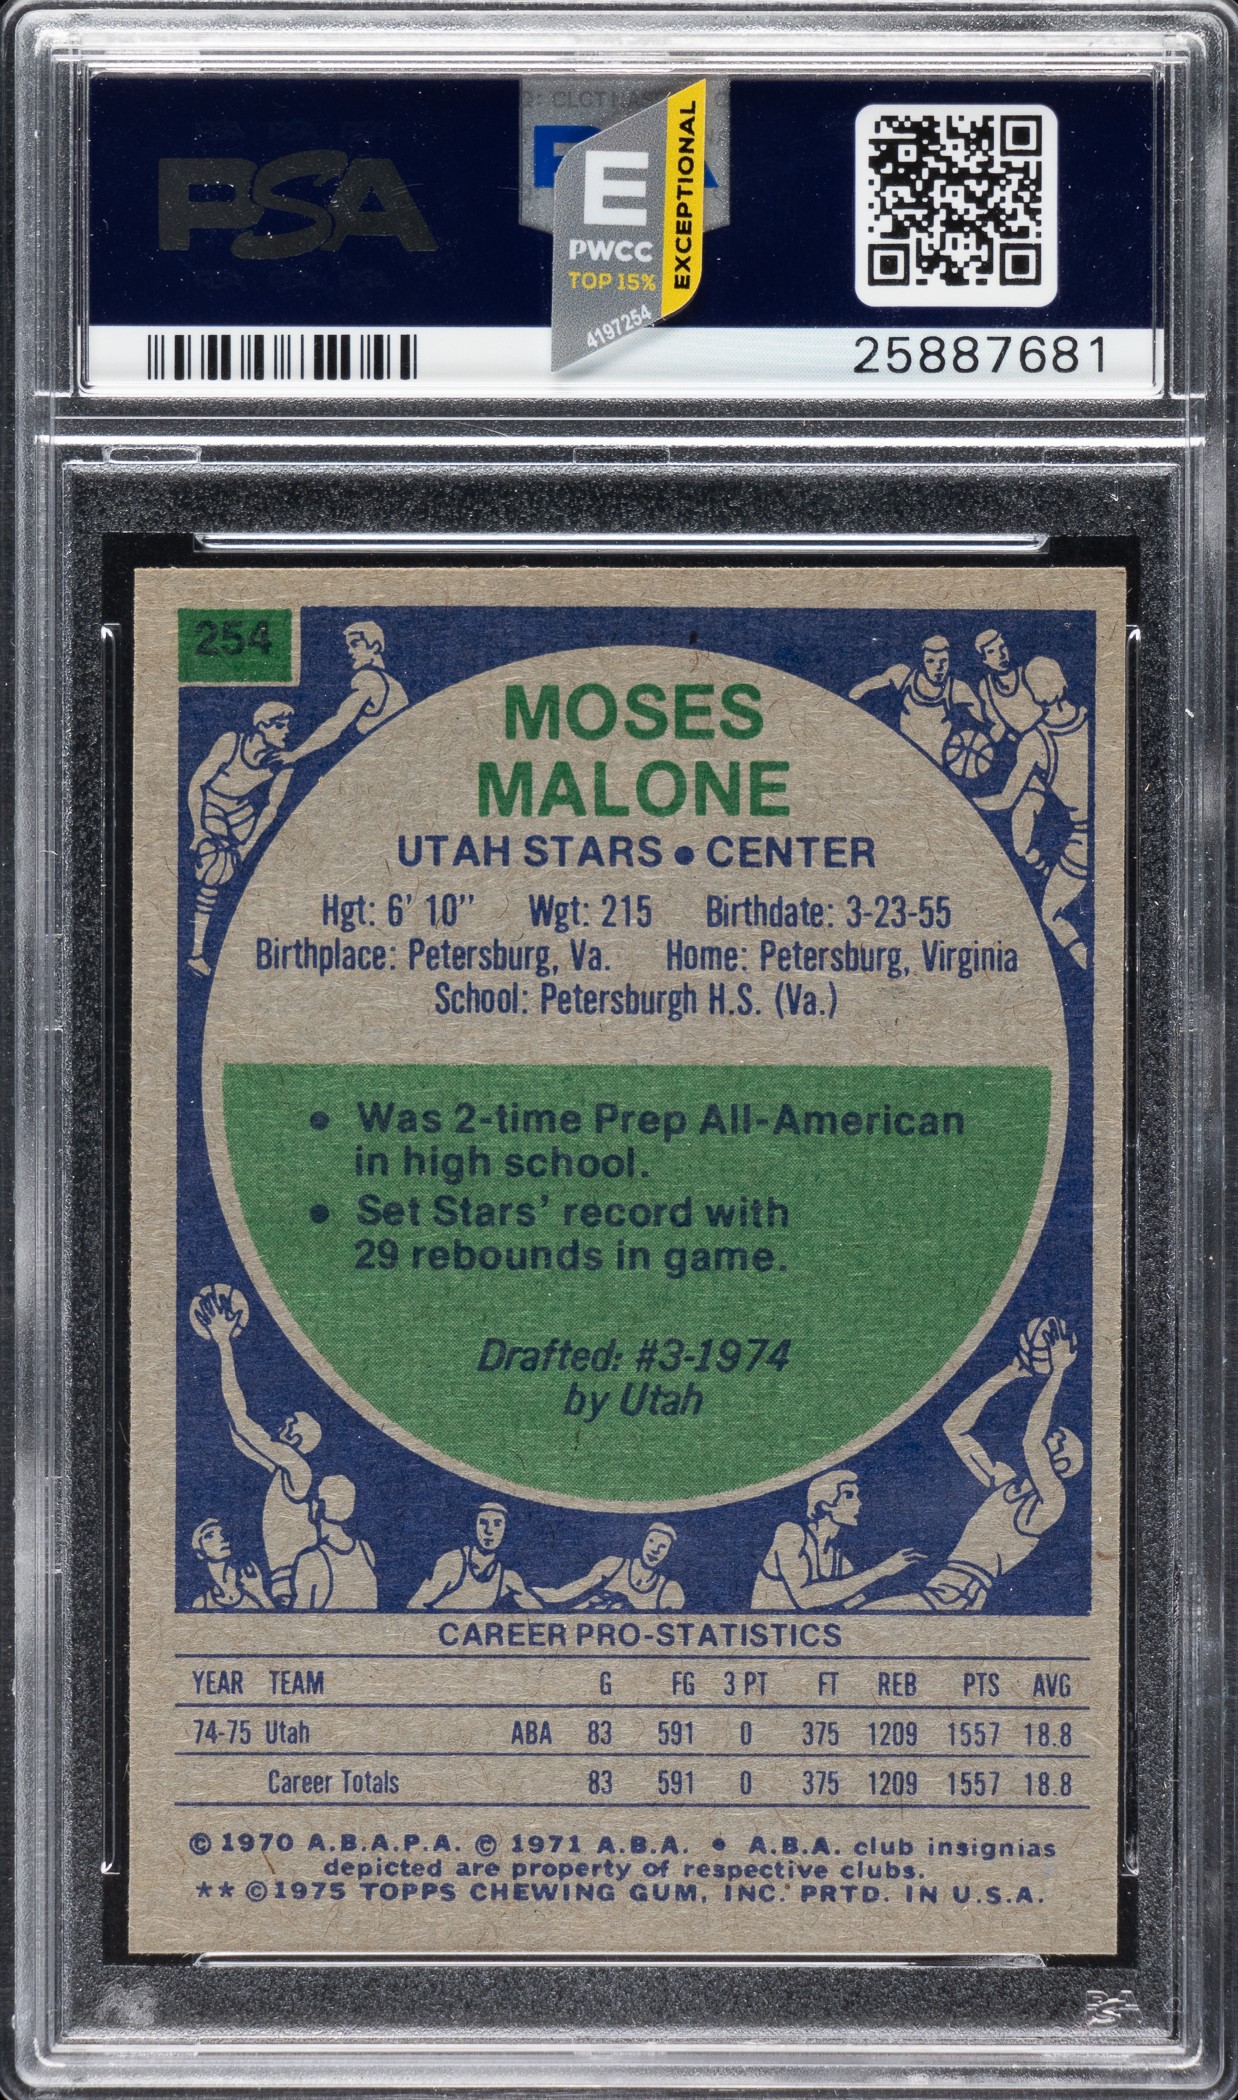 PSA
E
PWCC
TOP 15%
EXCEPTIONAL
4197254
25887681
254
MOSES
MALONE
UTAH STARS • CENTER
Hgt: 6' 10" Wgt: 215 Birthdate: 3-23-55
Birthplace: Petersburg, Va. Home: Petersburg, Virginia
School: Petersburgh H.S. (Va.)
• Was 2-time Prep All-American
in high school.
• Set Stars' record with
29 rebounds in game.
Drafted: #3-1974
by Utah
CAREER PRO-STATISTICS
YEAR TEAM G FG 3 PT FT REB PTS AVG
74-75 Utah ABA 83 591 0 375 1209 1557 18.8
Career Totals 83 591 0 375 1209 1557 18.8
© 1970 A.B.A.P.A. © 1971 A.B.A. • A.B.A. club insignias
depicted are property of respective clubs.
** © 1975 TOPPS CHEWING GUM, INC. PRTD. IN U.S.A.
PSA